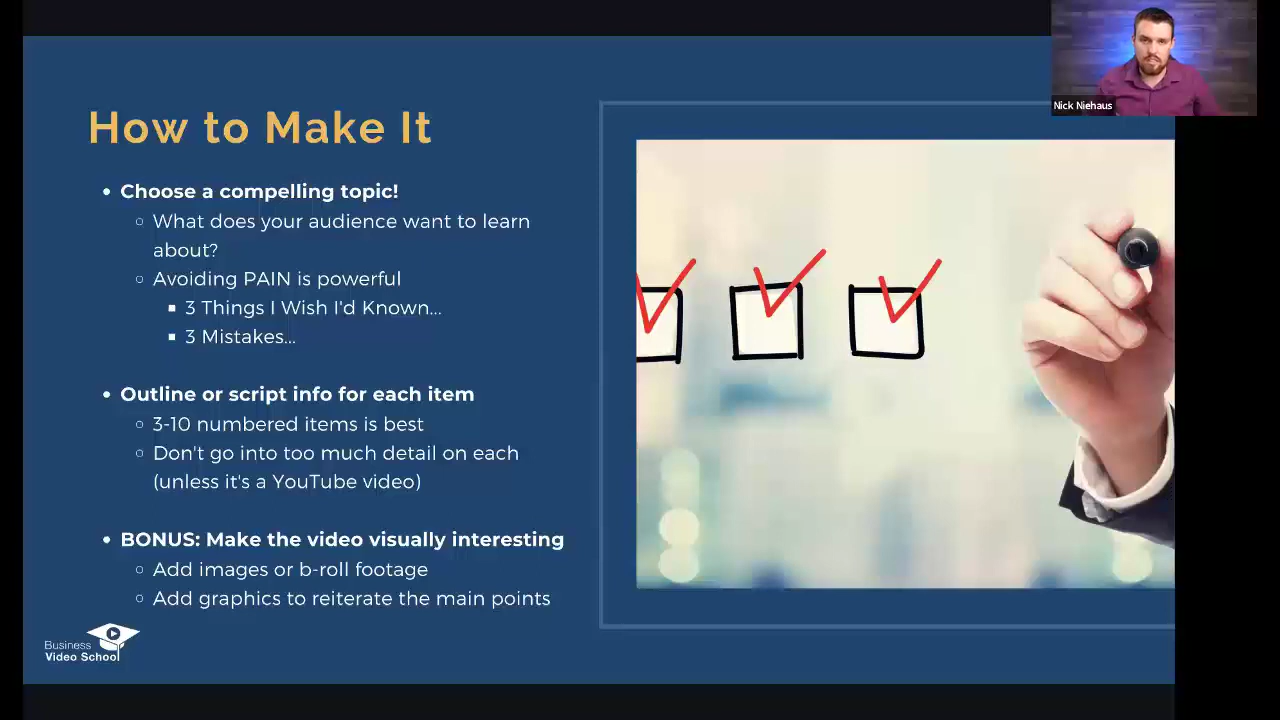 Nick Niehaus
How to Make It
• Choose a compelling topic!
○ What does your audience want to learn
about?
○ Avoiding PAIN is powerful
▪ 3 Things I Wish I'd Known...
▪ 3 Mistakes...
• Outline or script info for each item
○ 3-10 numbered items is best
○ Don't go into too much detail on each
(unless it's a YouTube video)
• BONUS: Make the video visually interesting
○ Add images or b-roll footage
○ Add graphics to reiterate the main points
Business
Video School